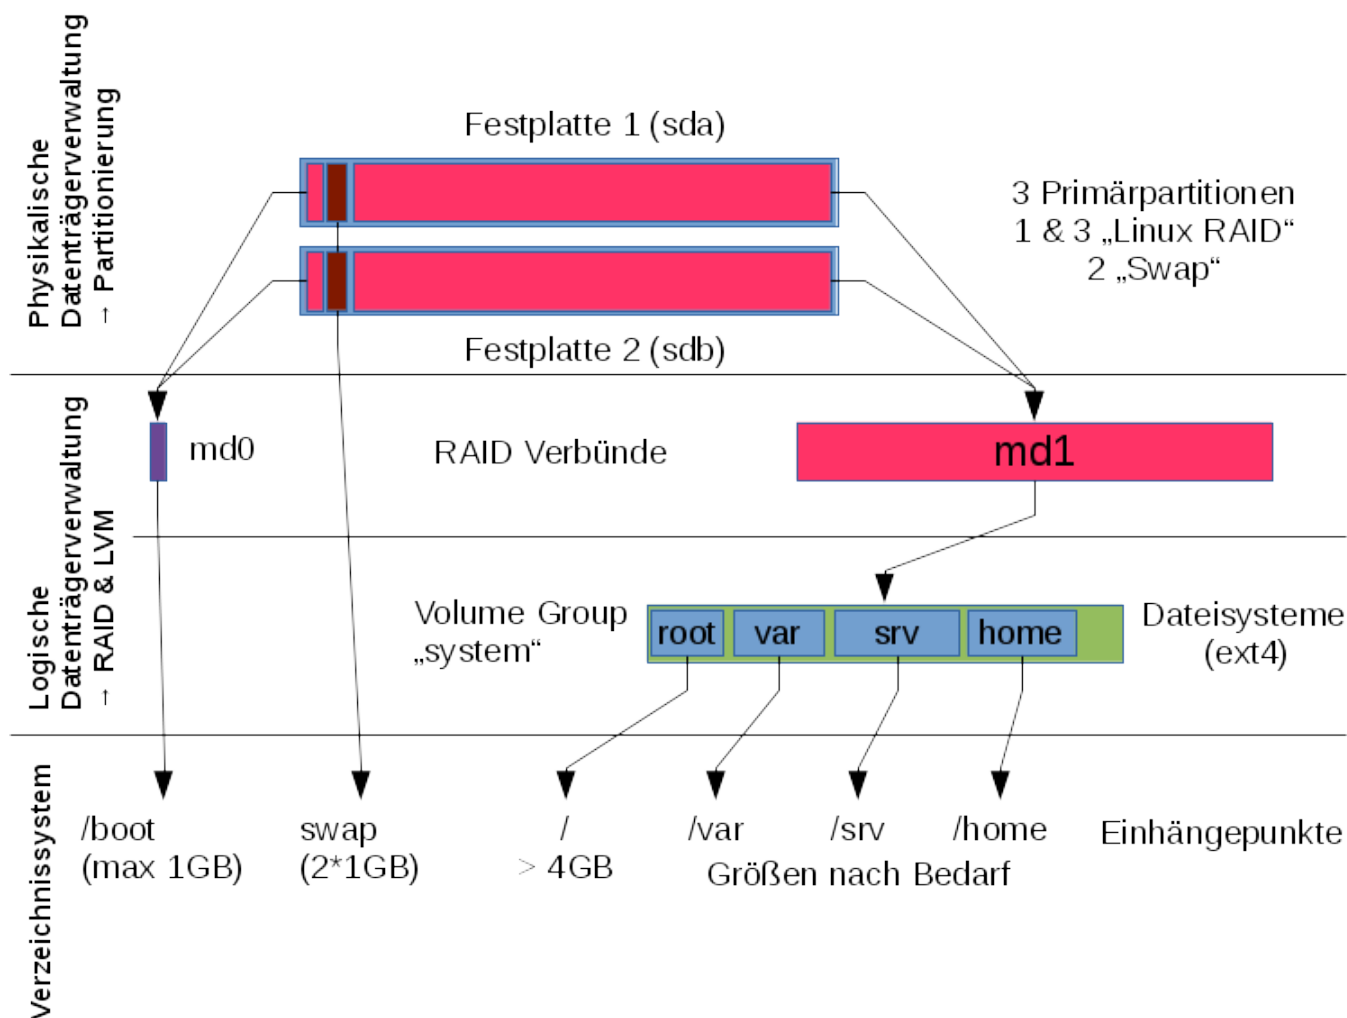 Physikalische
Datenträgerverwaltung
→ Partitionierung
Festplatte 1 (sda)
3 Primärpartitionen
1 & 3 „Linux RAID“
2 „Swap“
Festplatte 2 (sdb)
Logische
Datenträgerverwaltung
→ RAID & LVM
md0
RAID Verbünde
md1
Volume Group
„system“
root
var
srv
home
Dateisysteme
(ext4)
Verzeichnissystem
/boot
(max 1GB)
swap
(2*1GB)
/
> 4GB
/var
/srv
/home
Größen nach Bedarf
Einhängepunkte